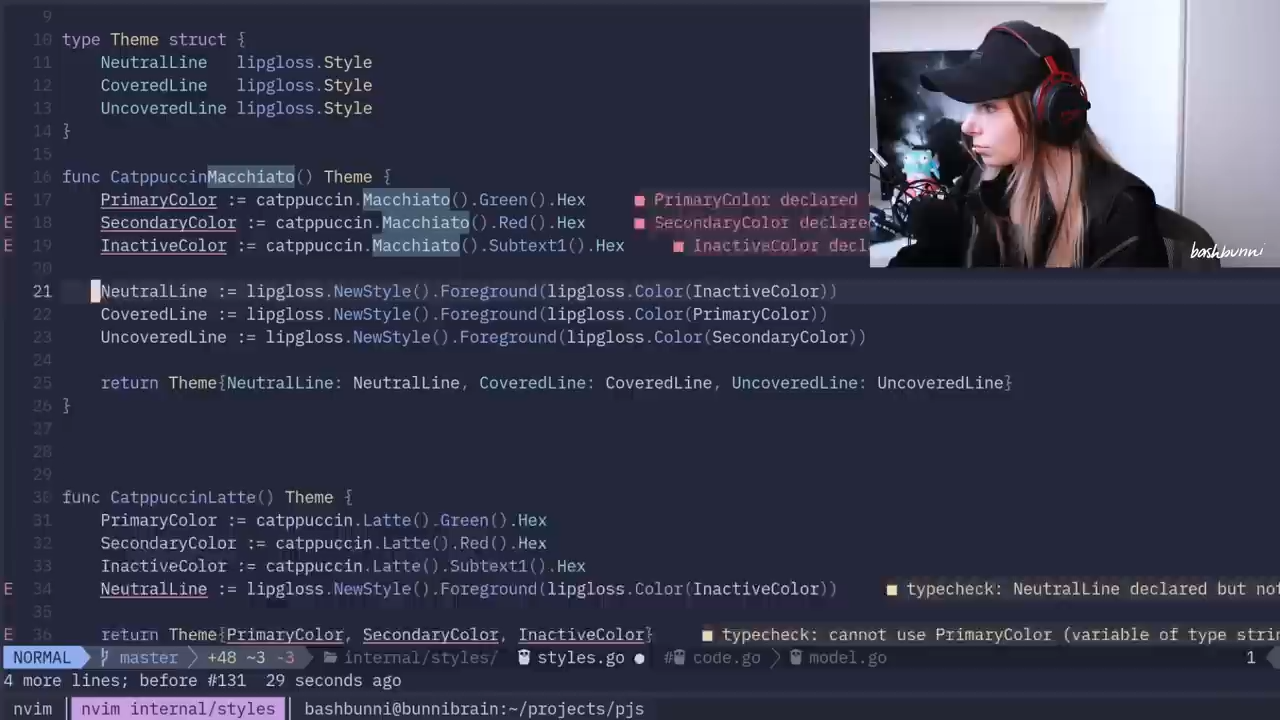 9
10 type Theme struct {
11 NeutralLine lipgloss.Style
12 CoveredLine lipgloss.Style
13 UncoveredLine lipgloss.Style
14 }
15
16 func CatppuccinMacchiato() Theme {
E 17 PrimaryColor := catppuccin.Macchiato().Green().Hex ■ PrimaryColor declared
E 18 SecondaryColor := catppuccin.Macchiato().Red().Hex ■ SecondaryColor declare
E 19 InactiveColor := catppuccin.Macchiato().Subtext1().Hex ■ InactiveColor decl
bashbunni
20
21 NeutralLine := lipgloss.NewStyle().Foreground(lipgloss.Color(InactiveColor))
22 CoveredLine := lipgloss.NewStyle().Foreground(lipgloss.Color(PrimaryColor))
23 UncoveredLine := lipgloss.NewStyle().Foreground(lipgloss.Color(SecondaryColor))
24
25 return Theme{NeutralLine: NeutralLine, CoveredLine: CoveredLine, UncoveredLine: UncoveredLine}
26 }
27
28
29
30 func CatppuccinLatte() Theme {
31 PrimaryColor := catppuccin.Latte().Green().Hex
32 SecondaryColor := catppuccin.Latte().Red().Hex
33 InactiveColor := catppuccin.Latte().Subtext1().Hex
E 34 NeutralLine := lipgloss.NewStyle().Foreground(lipgloss.Color(InactiveColor)) ■ typecheck: NeutralLine declared but not
35
E 36 return Theme{PrimaryColor, SecondaryColor, InactiveColor} ■ typecheck: cannot use PrimaryColor (variable of type strin
NORMAL master +48 ~3 -3 internal/styles/ styles.go ● # code.go model.go 1
4 more lines; before #131 29 seconds ago
nvim nvim internal/styles bashbunni@bunnibrain:~/projects/pjs